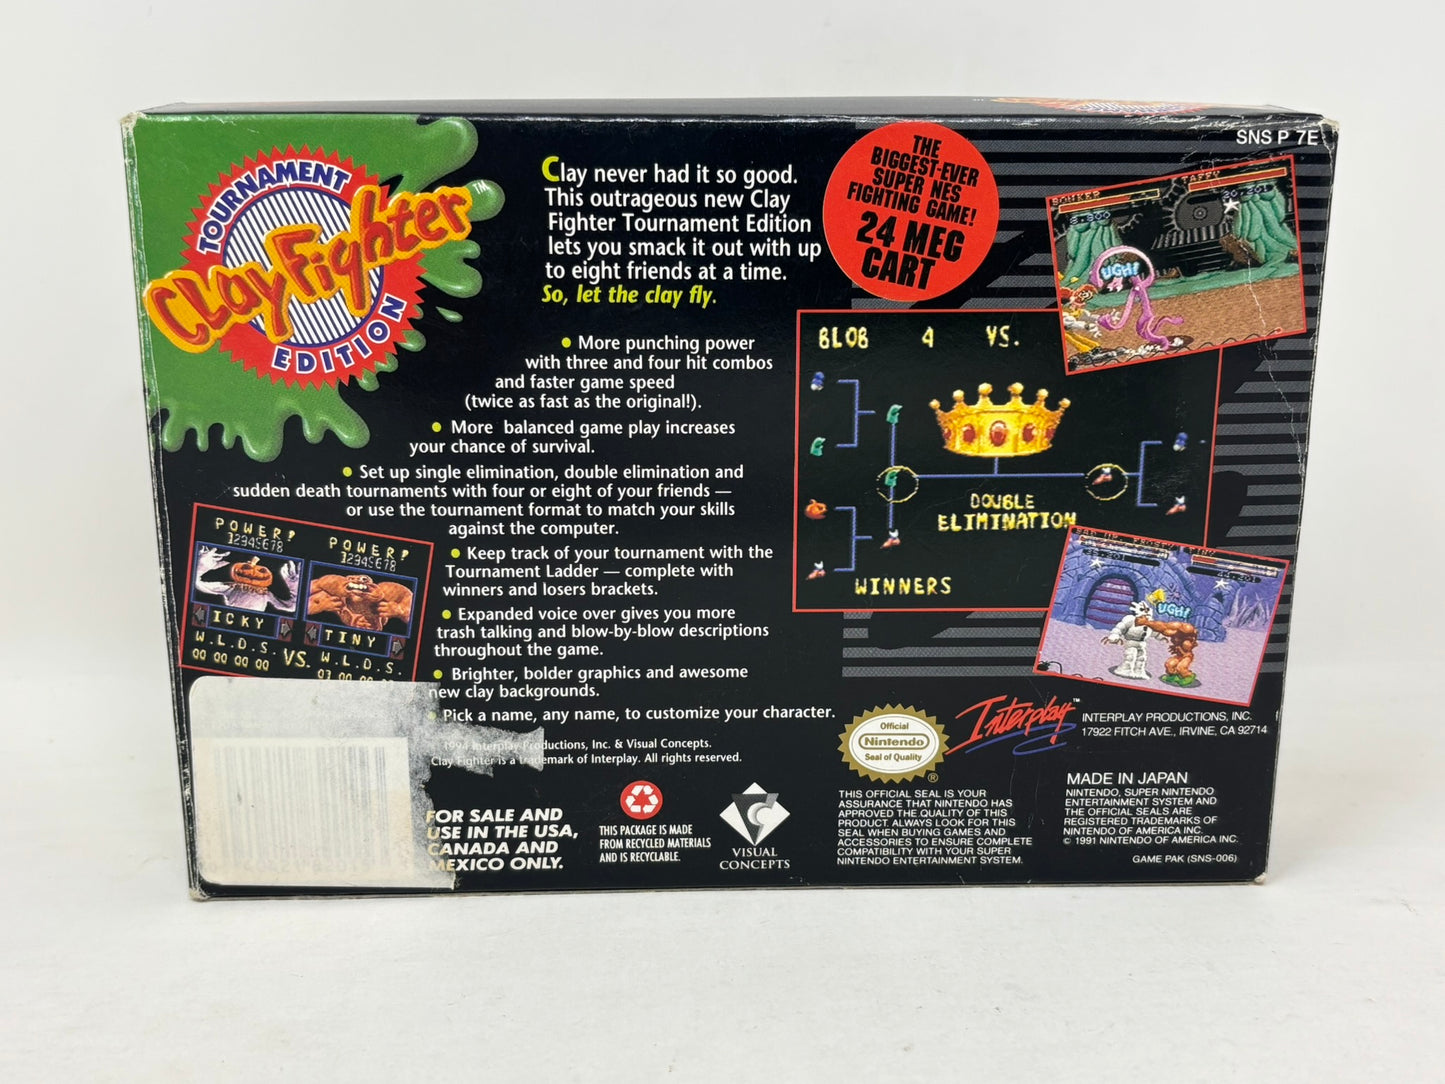 SNS P 7E
TOURNAMENT
ClayFighter
EDITION
Clay never had it so good.
This outrageous new Clay
Fighter Tournament Edition
lets you smack it out with up
to eight friends at a time.
So, let the clay fly.
THE
BIGGEST-EVER
SUPER NES
FIGHTING GAME!
24 MEG
CART
• More punching power
with three and four hit combos
and faster game speed
(twice as fast as the original!).
• More balanced game play increases
your chance of survival.
• Set up single elimination, double elimination and
sudden death tournaments with four or eight of your friends —
or use the tournament format to match your skills
against the computer.
• Keep track of your tournament with the
Tournament Ladder — complete with
winners and losers brackets.
• Expanded voice over gives you more
trash talking and blow-by-blow descriptions
throughout the game.
• Brighter, bolder graphics and awesome
new clay backgrounds.
• Pick a name, any name, to customize your character.
BONKER
TAFFY
UGH!
BLOB 4 VS.
DOUBLE
ELIMINATION
WINNERS
UGH!
POWER!
12345678
POWER!
12345678
ICKY
TINY
W.L.D.S.
VS.
W.L.D.S.
00 00 00 00
1994 Interplay Productions, Inc. & Visual Concepts.
Clay Fighter is a trademark of Interplay. All rights reserved.
FOR SALE AND
USE IN THE USA,
CANADA AND
MEXICO ONLY.
THIS PACKAGE IS MADE
FROM RECYCLED MATERIALS
AND IS RECYCLABLE.
VISUAL
CONCEPTS
Official
Nintendo
Seal of Quality
®
THIS OFFICIAL SEAL IS YOUR
ASSURANCE THAT NINTENDO HAS
APPROVED THE QUALITY OF THIS
PRODUCT. ALWAYS LOOK FOR THIS
SEAL WHEN BUYING GAMES AND
ACCESSORIES TO ENSURE COMPLETE
COMPATIBILITY WITH YOUR SUPER
NINTENDO ENTERTAINMENT SYSTEM.
Interplay™
INTERPLAY PRODUCTIONS, INC.
17922 FITCH AVE., IRVINE, CA 92714
MADE IN JAPAN
NINTENDO, SUPER NINTENDO
ENTERTAINMENT SYSTEM AND
THE OFFICIAL SEALS ARE
REGISTERED TRADEMARKS OF
NINTENDO OF AMERICA INC.
© 1991 NINTENDO OF AMERICA INC.
GAME PAK (SNS-006)